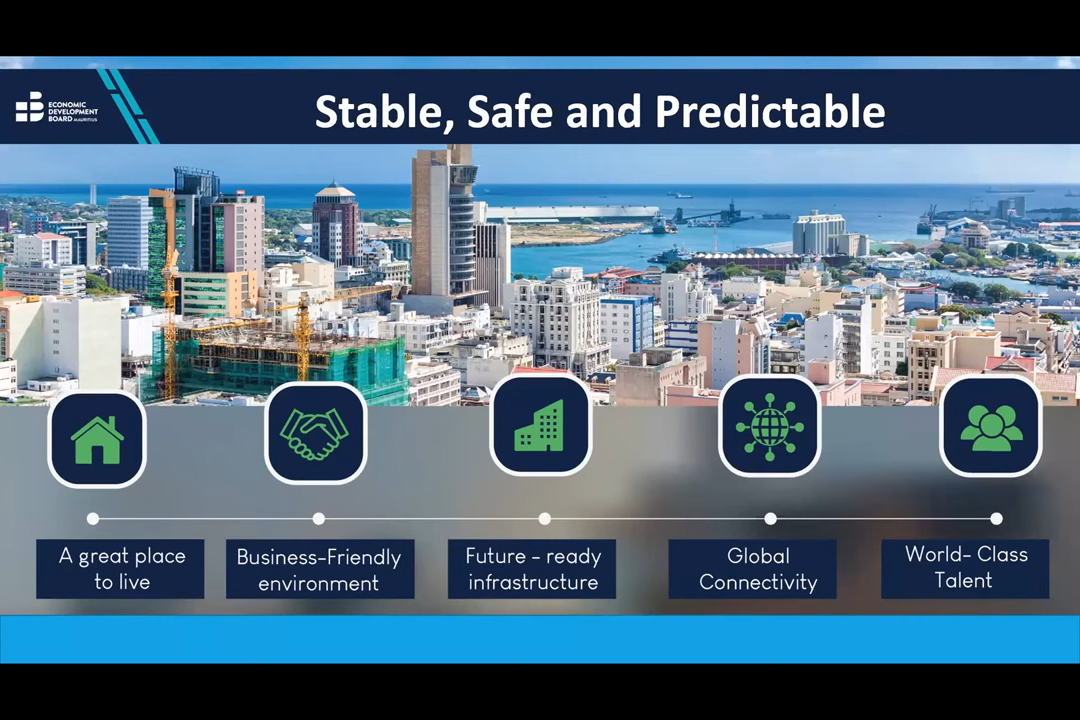 ECONOMIC
DEVELOPMENT
BOARD MAURITIUS
Stable, Safe and Predictable
A great place
to live
Business-Friendly
environment
Future - ready
infrastructure
Global
Connectivity
World- Class
Talent